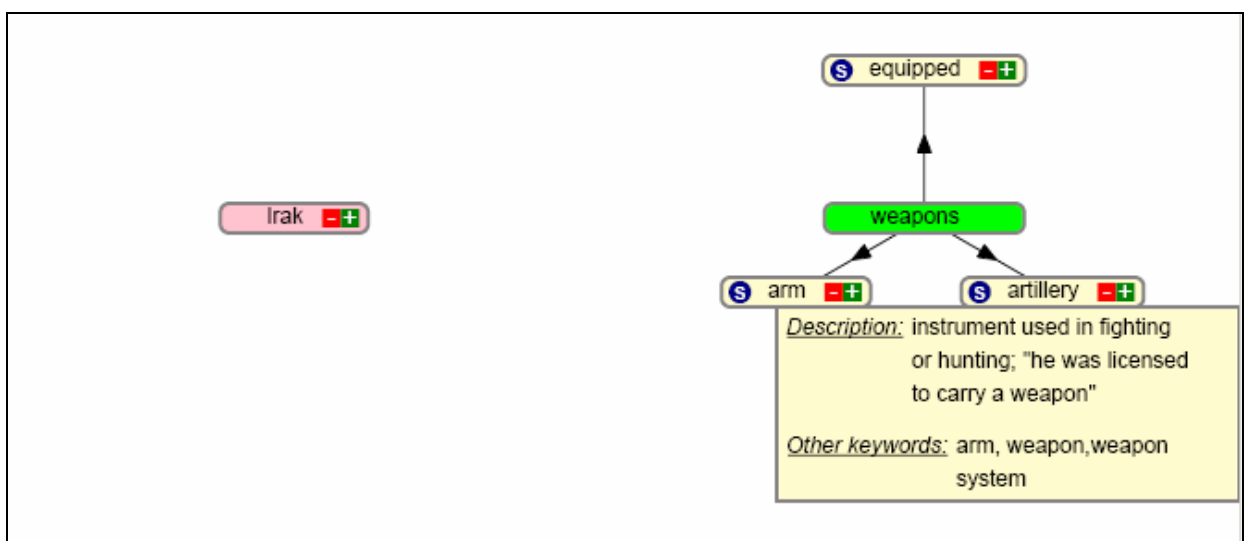 S equipped - +
Irak - +
weapons
S arm - +
S artillery - +
Description: instrument used in fighting
or hunting; "he was licensed
to carry a weapon"
Other keywords: arm, weapon,weapon
system